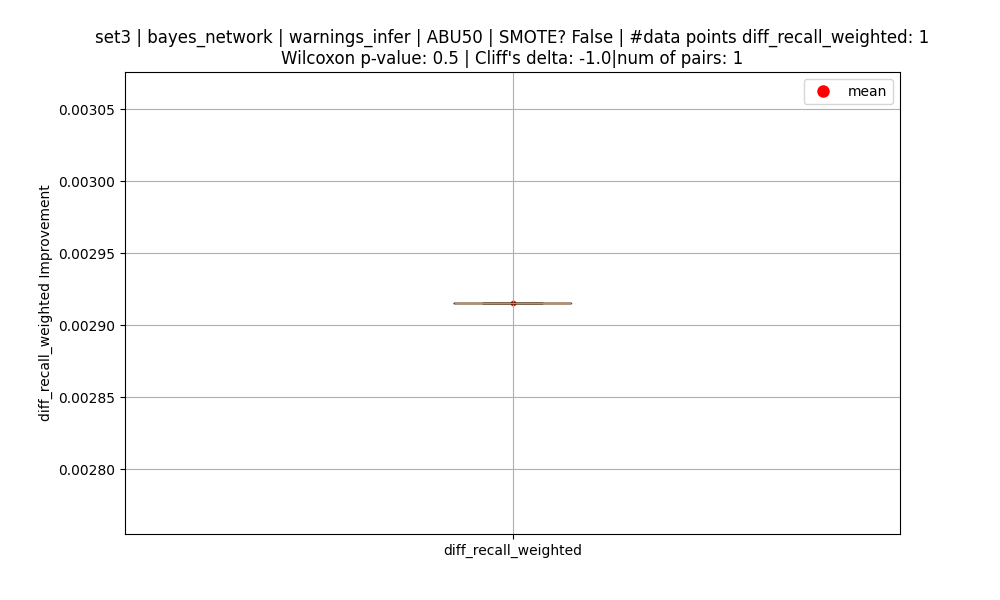 set3 | bayes_network | warnings_infer | ABU50 | SMOTE? False | #data points diff_recall_weighted: 1
Wilcoxon p-value: 0.5 | Cliff's delta: -1.0|num of pairs: 1
mean
0.00305
0.00300
0.00295
0.00290
0.00285
0.00280
diff_recall_weighted Improvement
diff_recall_weighted